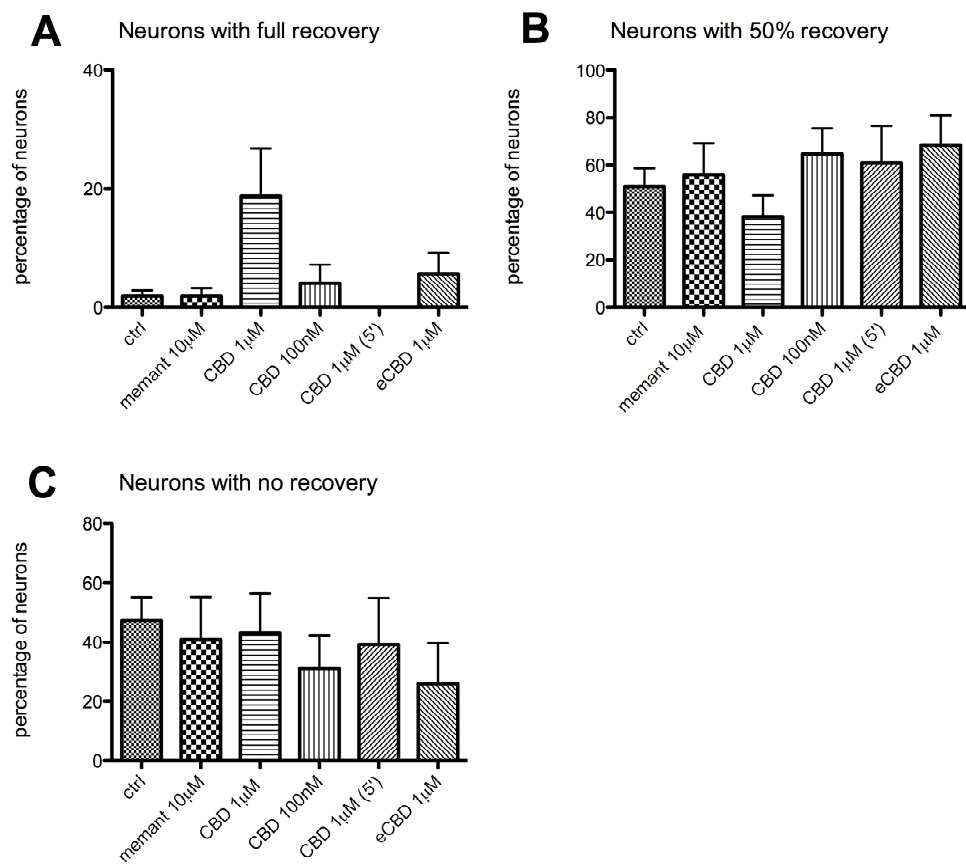 A Neurons with full recovery
percentage of neurons
40
20
0
ctrl
memant 10µM
CBD 1µM
CBD 100nM
CBD 1µM (5')
eCBD 1µM
B Neurons with 50% recovery
percentage of neurons
100
80
60
40
20
0
ctrl
memant 10µM
CBD 1µM
CBD 100nM
CBD 1µM (5')
eCBD 1µM
C Neurons with no recovery
percentage of neurons
80
60
40
20
0
ctrl
memant 10µM
CBD 1µM
CBD 100nM
CBD 1µM (5')
eCBD 1µM